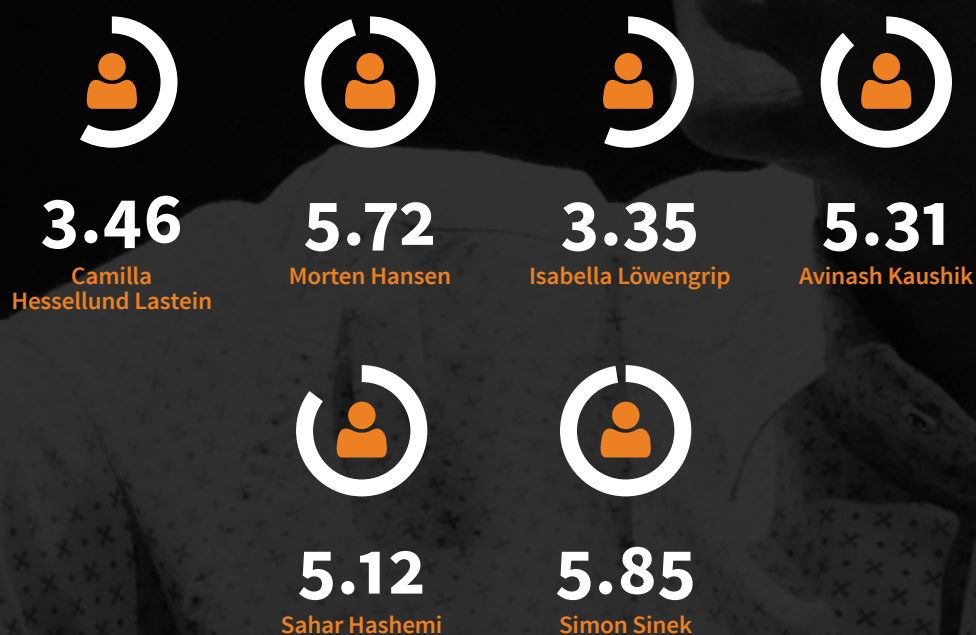 3.46
Camilla
Hessellund Lastein
5.72
Morten Hansen
3.35
Isabella Löwengrip
5.31
Avinash Kaushik
5.12
Sahar Hashemi
5.85
Simon Sinek